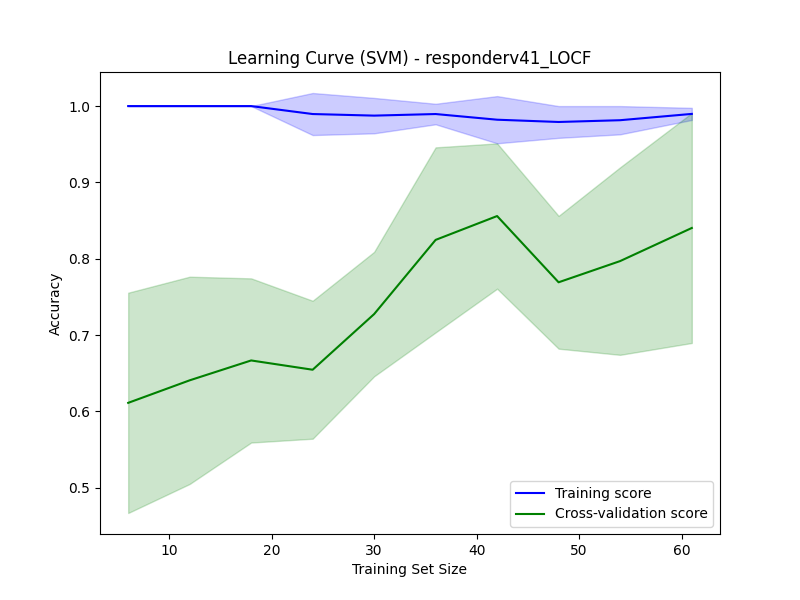 Learning Curve (SVM) - responderv41_LOCF
Accuracy
1.0
0.9
0.8
0.7
0.6
0.5
10 20 30 40 50 60
Training Set Size
Training score
Cross-validation score